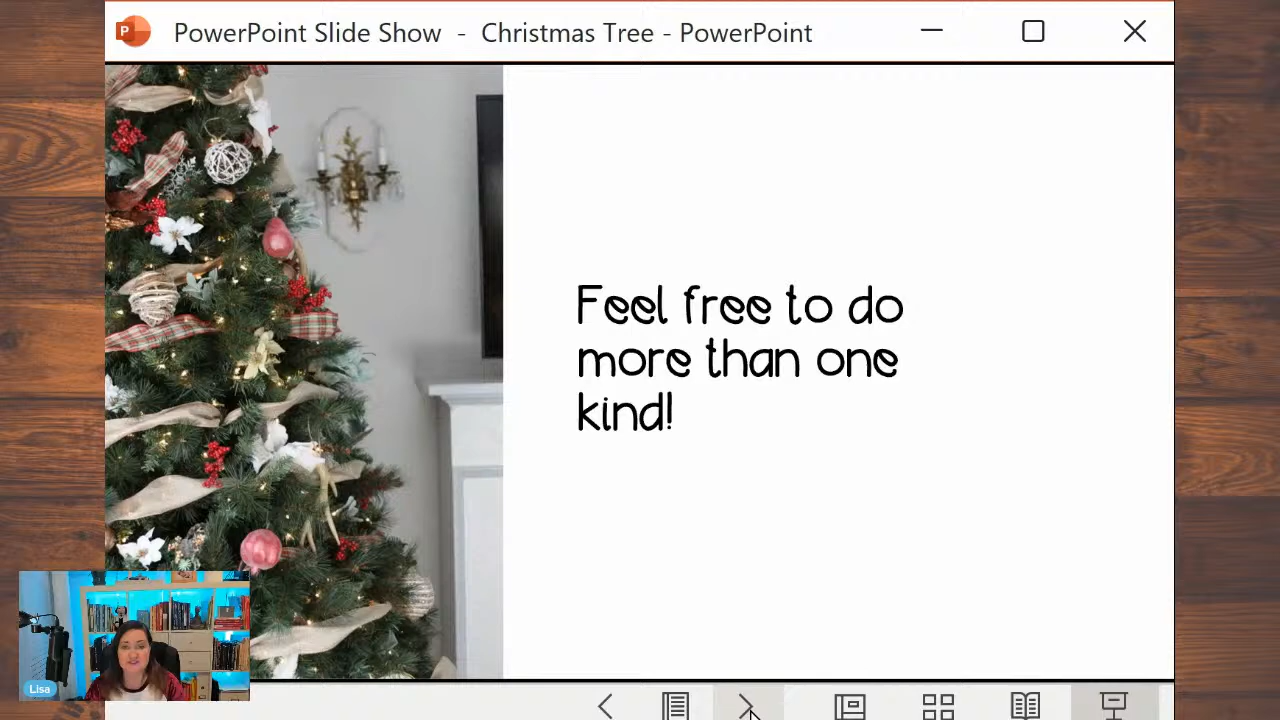 PowerPoint Slide Show - Christmas Tree - PowerPoint
Feel free to do
more than one
kind!
Lisa